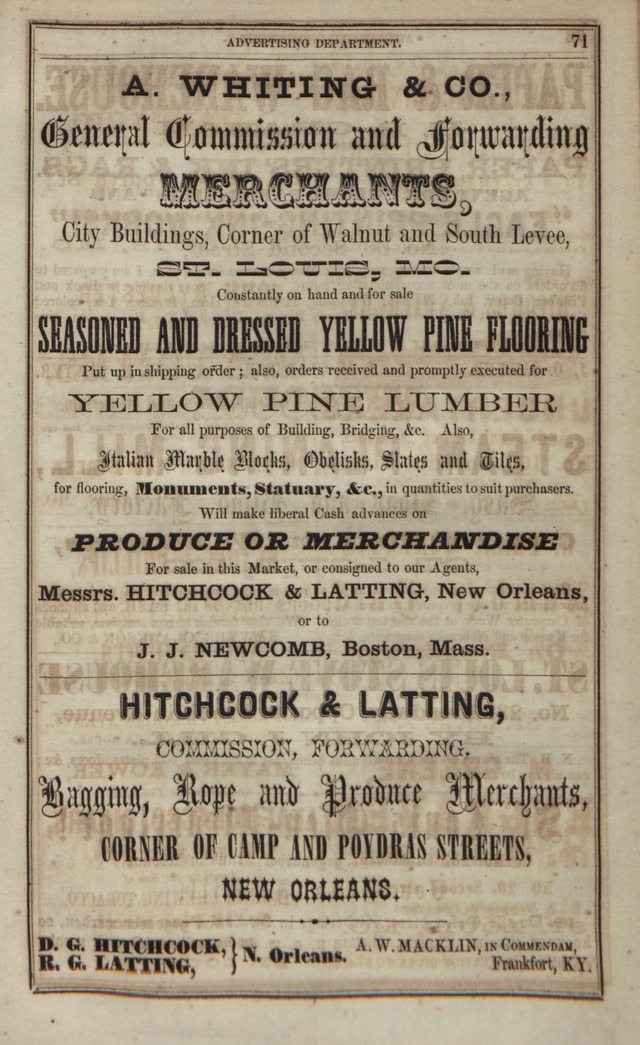 ADVERTISING DEPARTMENT. 71
A. WHITING & CO.,
General Commission and Forwarding
MERCHANTS,
City Buildings, Corner of Walnut and South Levee,
ST. LOUIS, MO.
Constantly on hand and for sale
SEASONED AND DRESSED YELLOW PINE FLOORING
Put up in shipping order; also, orders received and promptly executed for
YELLOW PINE LUMBER
For all purposes of Building, Bridging, &c. Also,
Italian Marble Blocks, Obelisks, Slates and Tiles,
for flooring, Monuments, Statuary, &c., in quantities to suit purchasers.
Will make liberal Cash advances on
PRODUCE OR MERCHANDISE
For sale in this Market, or consigned to our Agents,
Messrs. HITCHCOCK & LATTING, New Orleans,
or to
J. J. NEWCOMB, Boston, Mass.
HITCHCOCK & LATTING,
COMMISSION, FORWARDING,
Bagging, Rope and Produce Merchants,
CORNER OF CAMP AND POYDRAS STREETS,
NEW ORLEANS.
D. G. HITCHCOCK,
R. G. LATTING,
} N. Orleans.
A. W. MACKLIN, IN COMMENDAM,
Frankfort, KY.